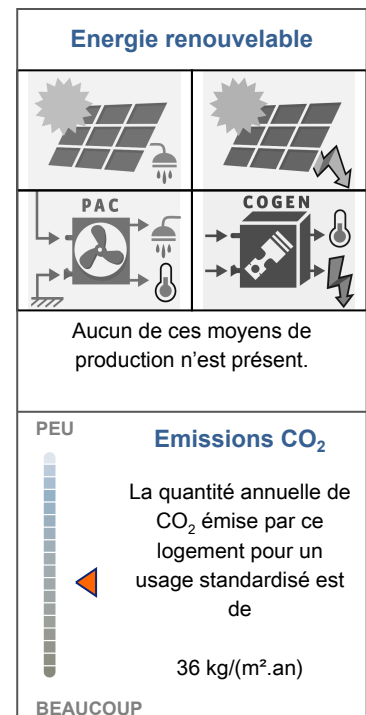 Energie renouvelable
PAC
COGEN
Aucun de ces moyens de
production n'est présent.
PEU
Emissions CO₂
La quantité annuelle de
CO₂ émise par ce
logement pour un
usage standardisé est
de
36 kg/(m².an)
BEAUCOUP